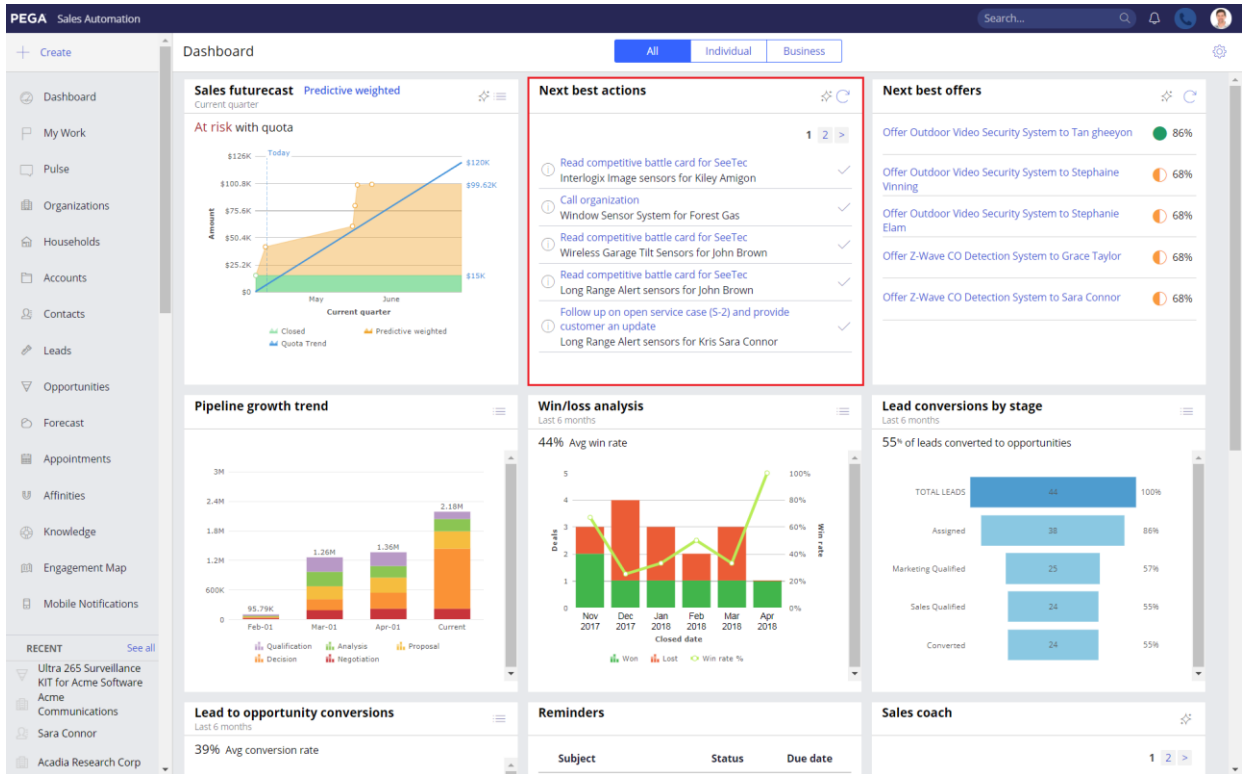 PEGA Sales Automation
Search...
Create
Dashboard
My Work
Pulse
Organizations
Households
Accounts
Contacts
Leads
Opportunities
Forecast
Appointments
Affinities
Knowledge
Engagement Map
Mobile Notifications
RECENT See all
Ultra 265 Surveillance
KIT for Acme Software
Acme
Communications
Sara Connor
Acadia Research Corp
Dashboard
All Individual Business
Sales futurecast Predictive weighted
Current quarter
At risk with quota
Today
$126K
$100.8K
$75.6K
$50.4K
$25.2K
$0
Amount
$120K
$99.62K
$15K
May June
Current quarter
Closed Predictive weighted
Quota Trend
Next best actions
1 2 >
Read competitive battle card for SeeTec
Interlogix Image sensors for Kiley Amigon
Call organization
Window Sensor System for Forest Gas
Read competitive battle card for SeeTec
Wireless Garage Tilt Sensors for John Brown
Read competitive battle card for SeeTec
Long Range Alert sensors for John Brown
Follow up on open service case (S-2) and provide
customer an update
Long Range Alert sensors for Kris Sara Connor
Next best offers
Offer Outdoor Video Security System to Tan gheeyon 86%
Offer Outdoor Video Security System to Stephaine
Vinning
68%
Offer Outdoor Video Security System to Stephanie
Elam
68%
Offer Z-Wave CO Detection System to Grace Taylor 68%
Offer Z-Wave CO Detection System to Sara Connor 68%
Pipeline growth trend
3M
2.4M
1.8M
1.2M
600K
0
95.79K
1.26M
1.36M
2.18M
Feb-01 Mar-01 Apr-01 Current
Qualification Analysis Proposal
Decision Negotiation
Win/loss analysis
Last 6 months
44% Avg win rate
5
4
3
2
1
0
Deals
100%
80%
60%
40%
20%
0%
Win rate
Nov Dec Jan Feb Mar Apr
2017 2017 2018 2018 2018 2018
Closed date
Won Lost Win rate %
Lead conversions by stage
Last 6 months
55% of leads converted to opportunities
TOTAL LEADS 44 100%
Assigned 38 86%
Marketing Qualified 25 57%
Sales Qualified 24 55%
Converted 24 55%
Lead to opportunity conversions
Last 6 months
39% Avg conversion rate
Reminders
Subject Status Due date
Sales coach
1 2 >